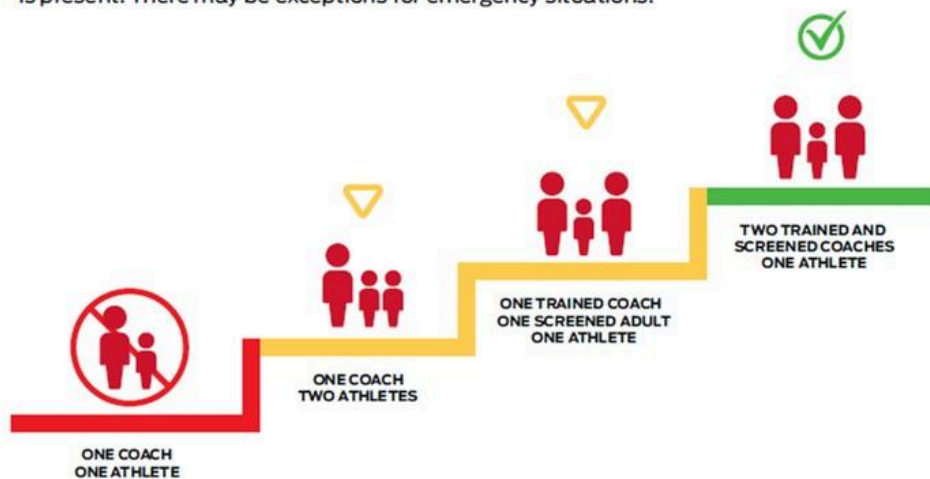 is present. There may be exceptions for emergency situations.
TWO TRAINED AND
SCREENED COACHES
ONE ATHLETE
ONE TRAINED COACH
ONE SCREENED ADULT
ONE ATHLETE
ONE COACH
TWO ATHLETES
ONE COACH
ONE ATHLETE